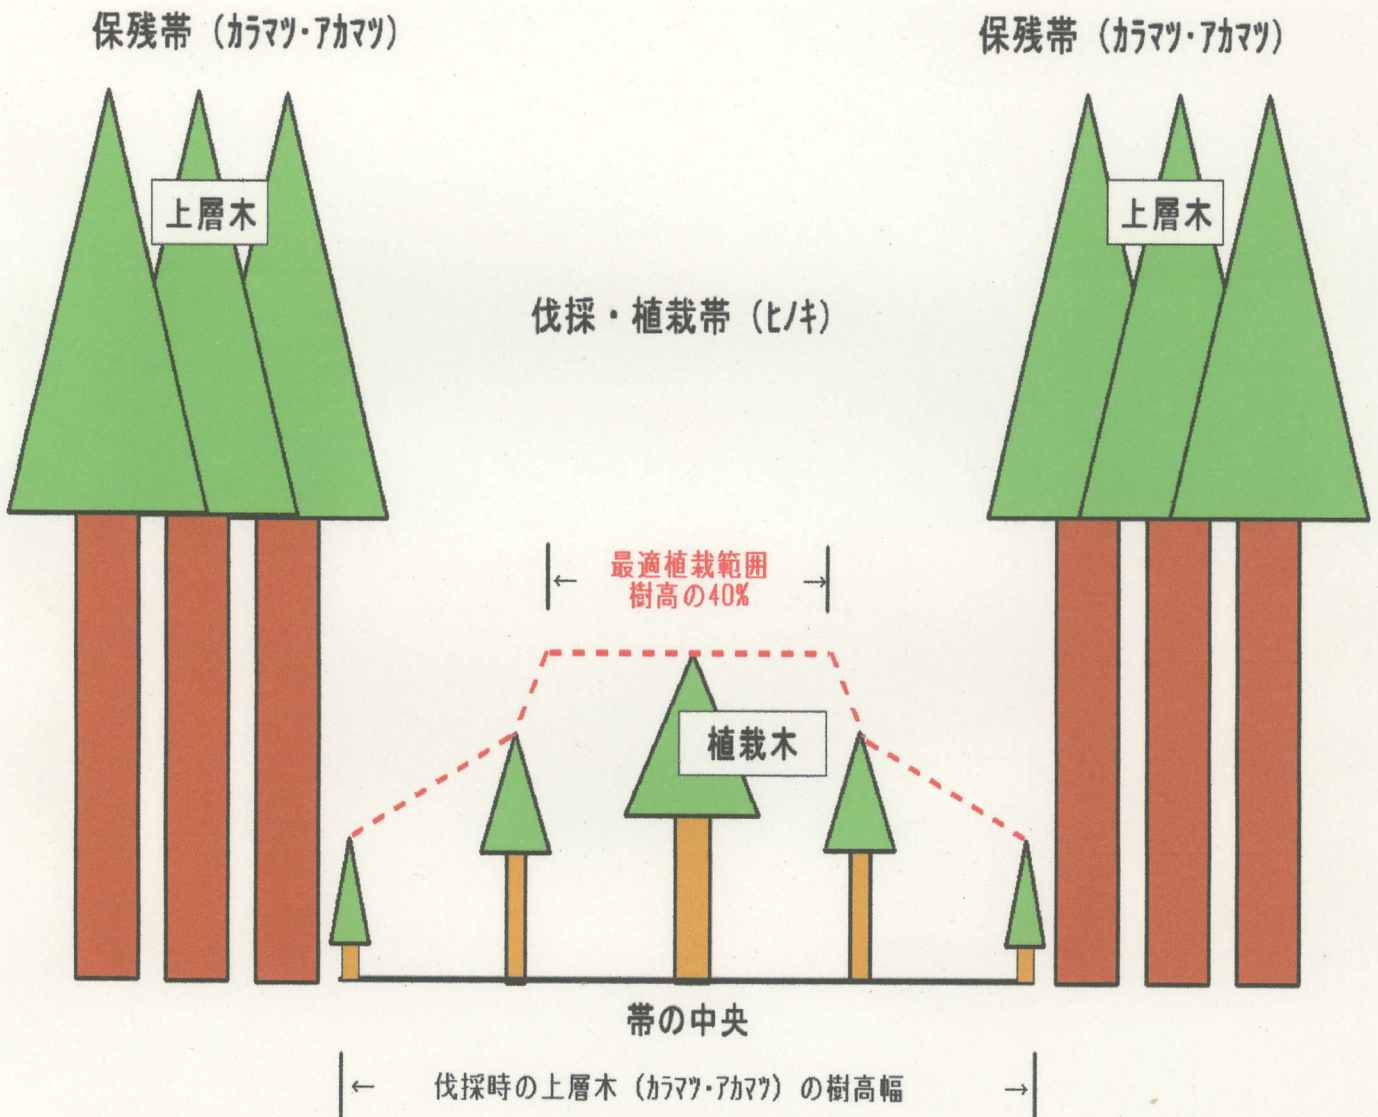 保残帯（ｶﾗﾏﾂ･ｱｶﾏﾂ）
保残帯（ｶﾗﾏﾂ･ｱｶﾏﾂ）
上層木
上層木
伐採・植栽帯（ﾋﾉｷ）
← 最適植栽範囲 →
樹高の40%
植栽木
帯の中央
← 伐採時の上層木（ｶﾗﾏﾂ･ｱｶﾏﾂ）の樹高幅 →